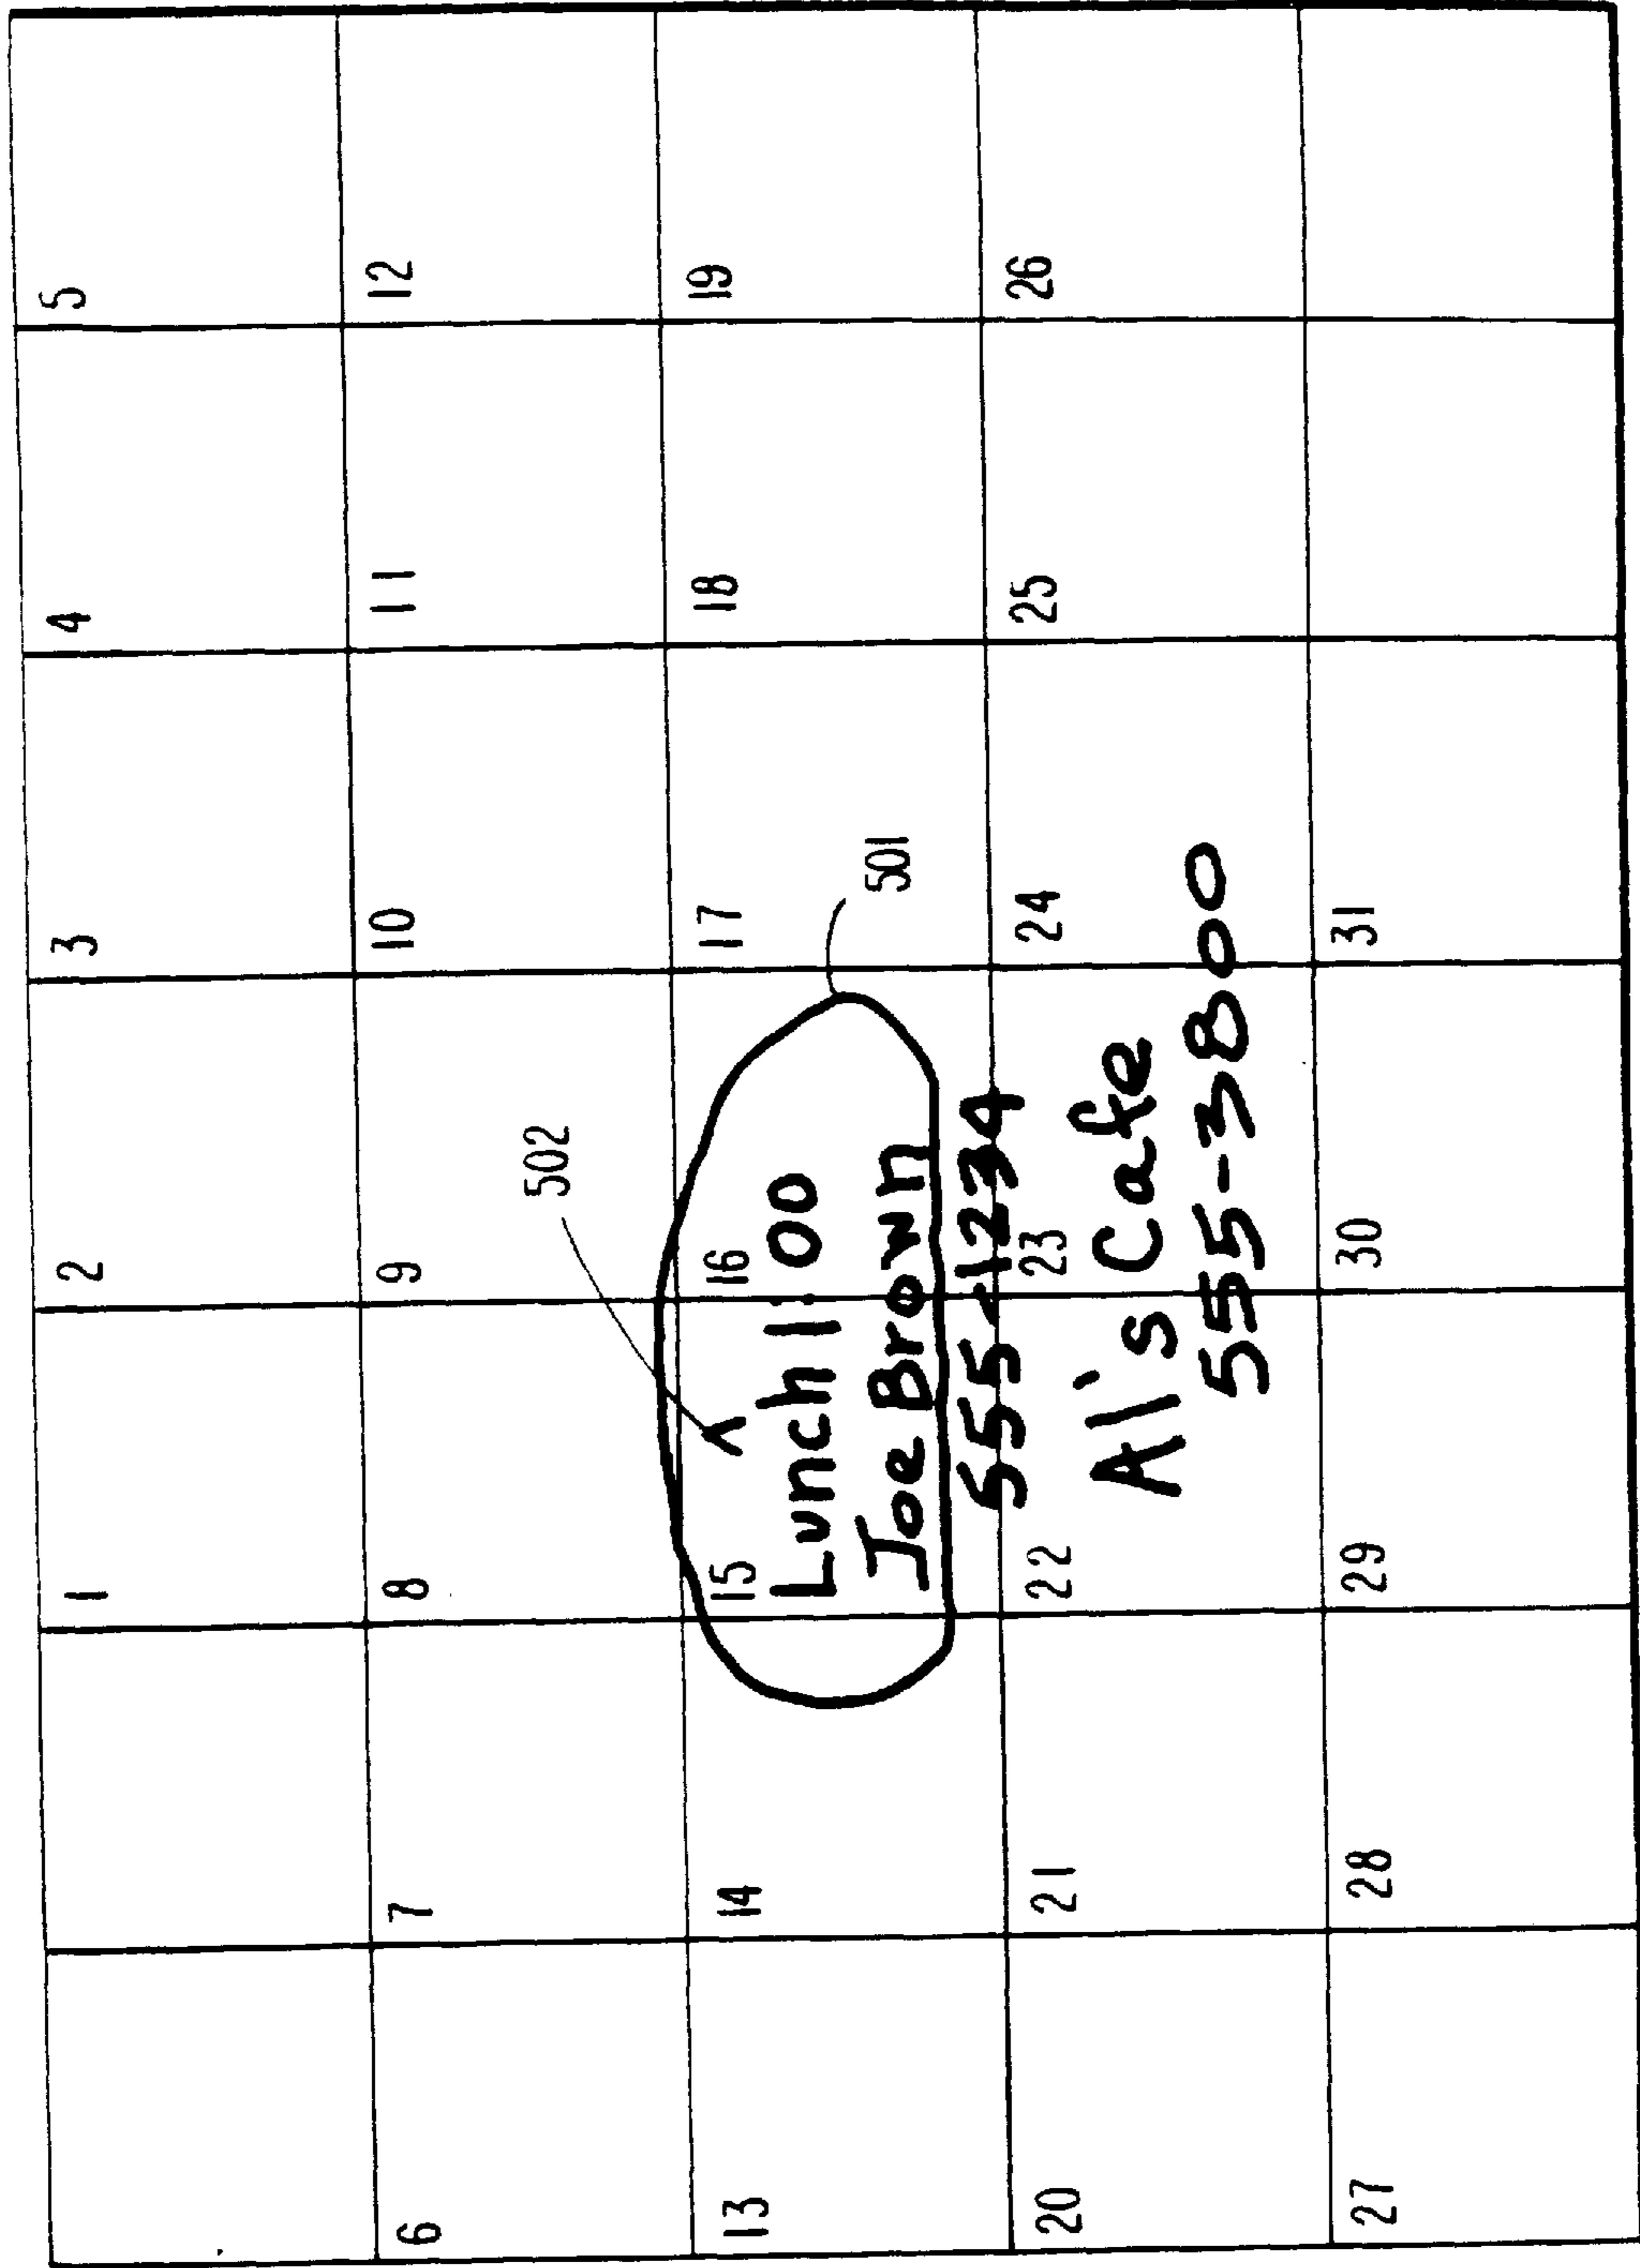 1 2 3 4 5
6 7 8 9 10 11 12
502
13 14 15 16 17 18 19
^
Lunch 1:00
501
Joe Brown
555-1234
20 21 22 23 24 25 26
Al's Cafe
555-3800
27 28 29 30 31